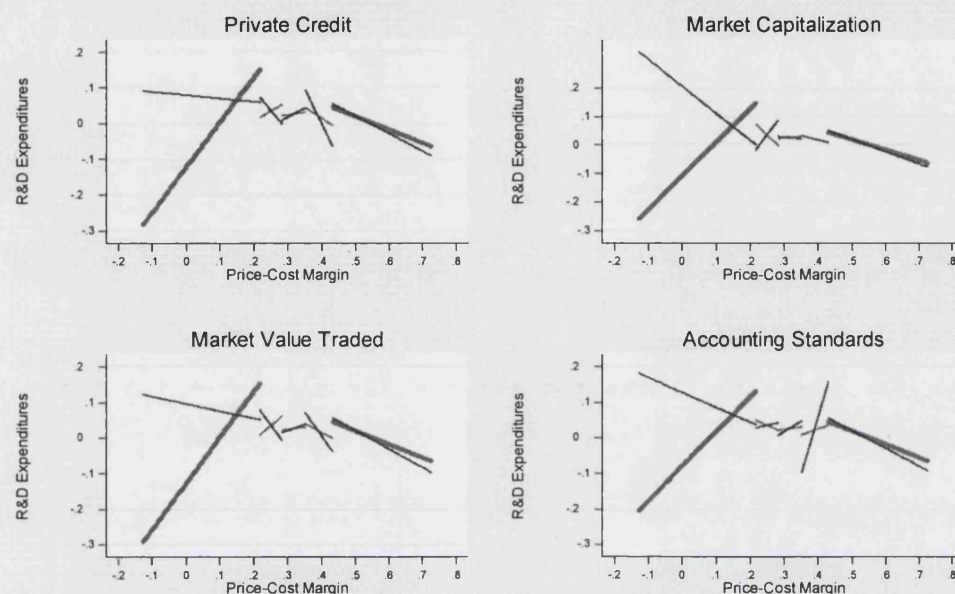 Private Credit
R&D Expenditures
.2
.1
0
-.1
-.2
-.3
-.2 -.1 0 .1 .2 .3 .4 .5 .6 .7 .8
Price-Cost Margin
Market Capitalization
R&D Expenditures
.2
.1
0
-.1
-.2
-.3
-.2 -.1 0 .1 .2 .3 .4 .5 .6 .7 .8
Price-Cost Margin
Market Value Traded
R&D Expenditures
.2
.1
0
-.1
-.2
-.3
-.2 -.1 0 .1 .2 .3 .4 .5 .6 .7 .8
Price-Cost Margin
Accounting Standards
R&D Expenditures
.2
.1
0
-.1
-.2
-.3
-.2 -.1 0 .1 .2 .3 .4 .5 .6 .7 .8
Price-Cost Margin